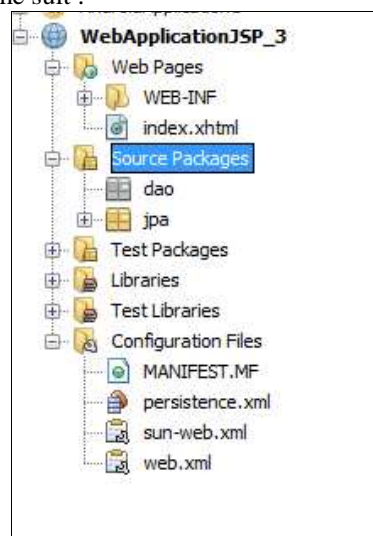 suit :
WebApplicationJSP_3
Web Pages
WEB-INF
index.xhtml
Source Packages
dao
jpa
Test Packages
Libraries
Test Libraries
Configuration Files
MANIFEST.MF
persistence.xml
sun-web.xml
web.xml